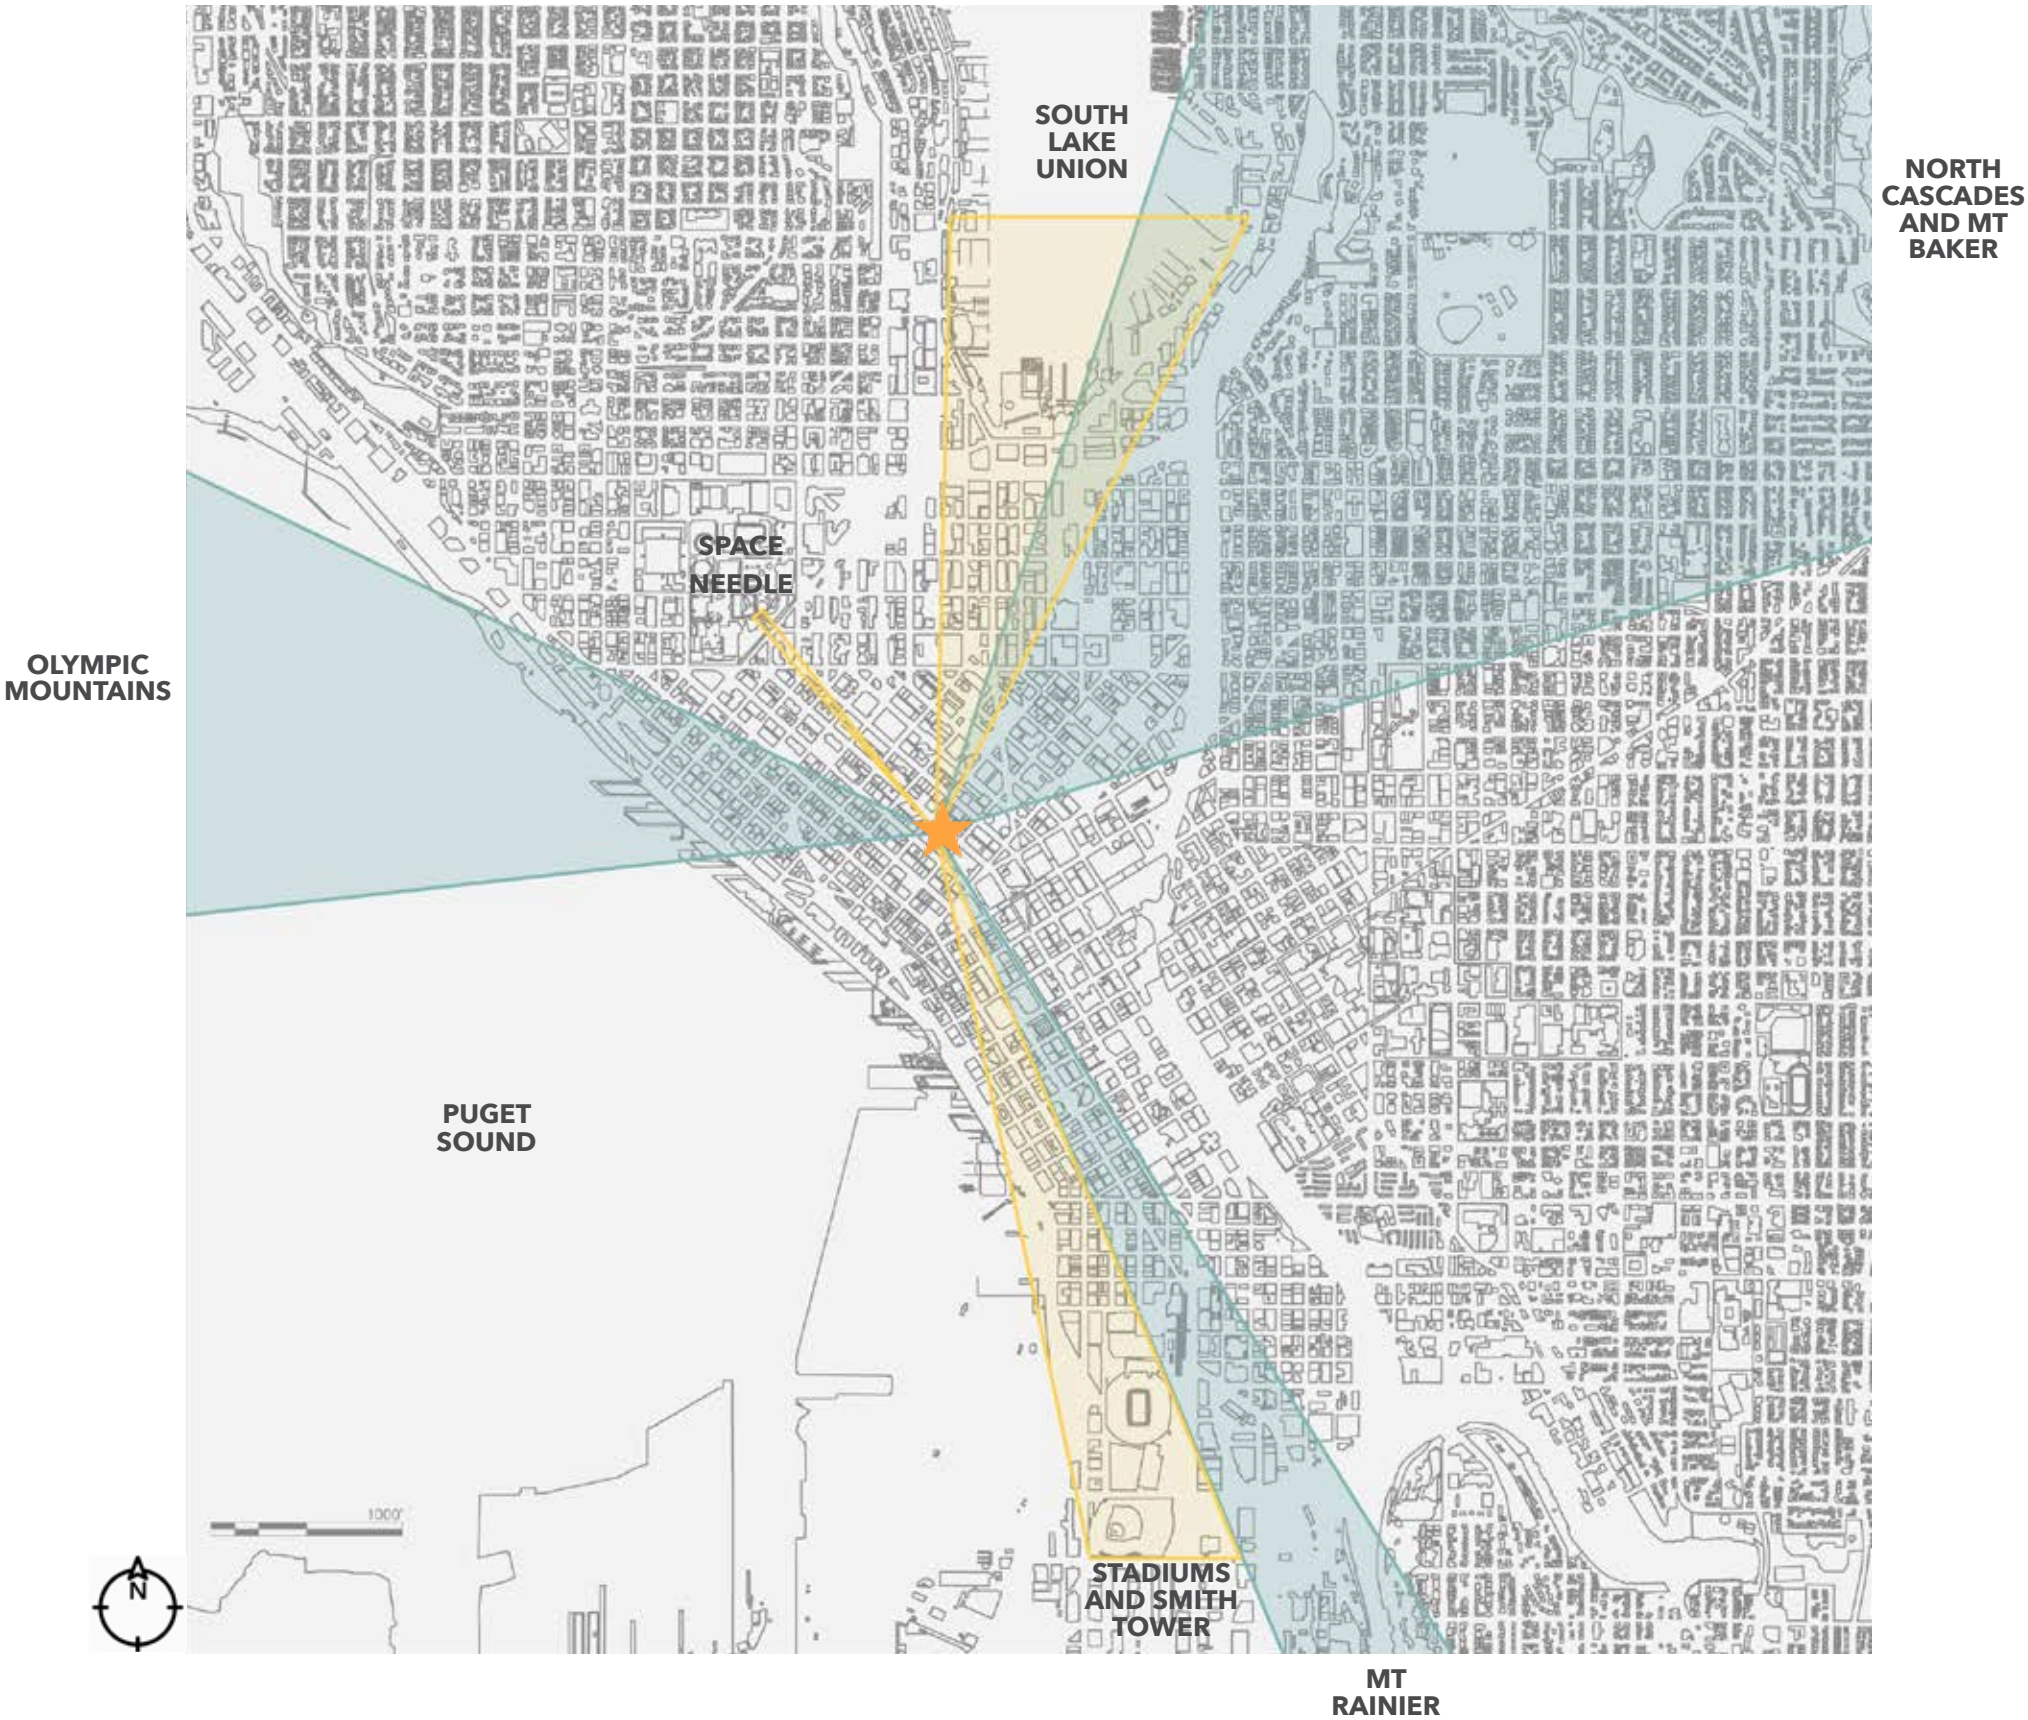 SOUTH
LAKE
UNION
NORTH
CASCADES
AND MT
BAKER
SPACE
NEEDLE
OLYMPIC
MOUNTAINS
PUGET
SOUND
1000'
N
STADIUMS
AND SMITH
TOWER
MT
RAINIER